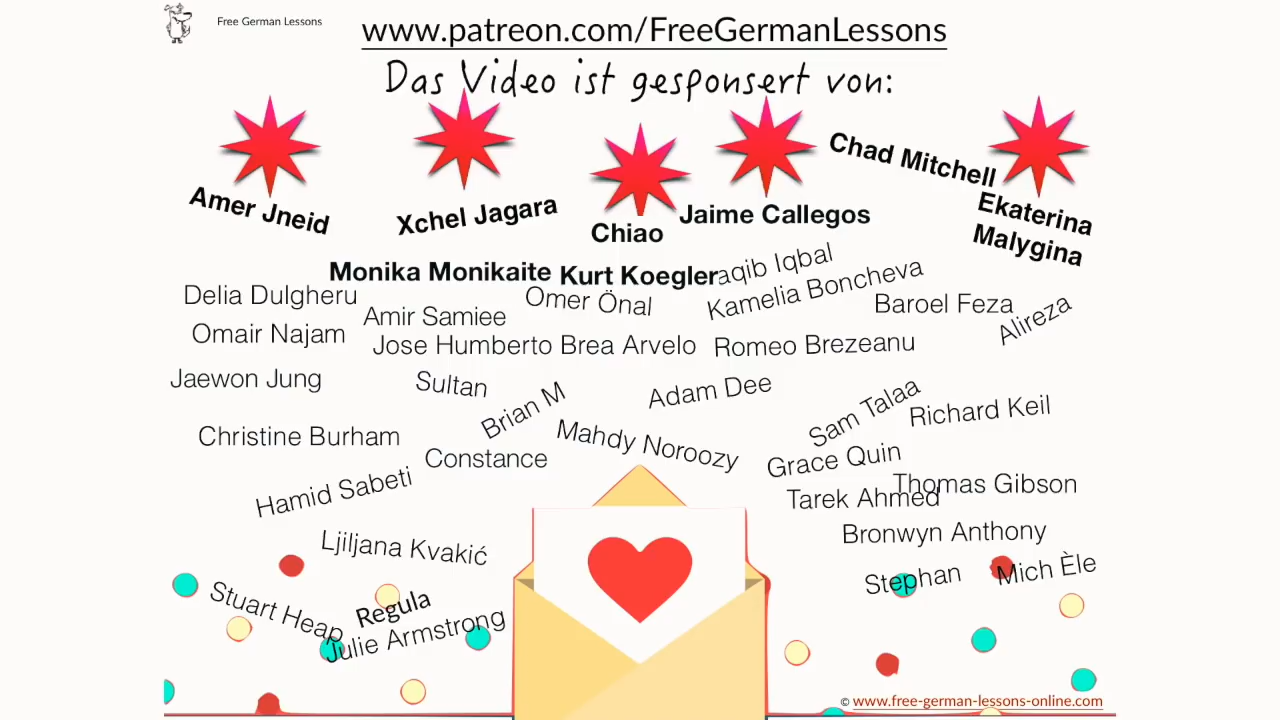 Free German Lessons
www.patreon.com/FreeGermanLessons
Das Video ist gesponsert von:
Amer Jneid
Xchel Jagara
Chiao
Jaime Callegos
Chad Mitchell
Ekaterina
Malygina
Monika Monikaite
Kurt Koegler
aqib Iqbal
Delia Dulgheru
Omer Önal
Kamelia Boncheva
Baroel Feza
Alireza
Amir Samiee
Omair Najam
Jose Humberto Brea Arvelo
Romeo Brezeanu
Jaewon Jung
Sultan
Brian M
Adam Dee
Sam Talaa
Richard Keil
Christine Burham
Constance
Mahdy Noroozy
Grace Quin
Hamid Sabeti
Thomas Gibson
Tarek Ahmed
Bronwyn Anthony
Ljiljana Kvakić
Stephan
Mich Èle
Stuart Heap
Regula
Julie Armstrong
© www.free-german-lessons-online.com